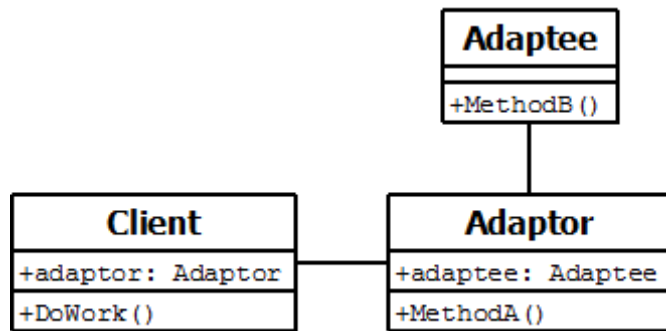 Adaptee
+MethodB()
Client
+adaptor: Adaptor
+DoWork()
Adaptor
+adaptee: Adaptee
+MethodA()